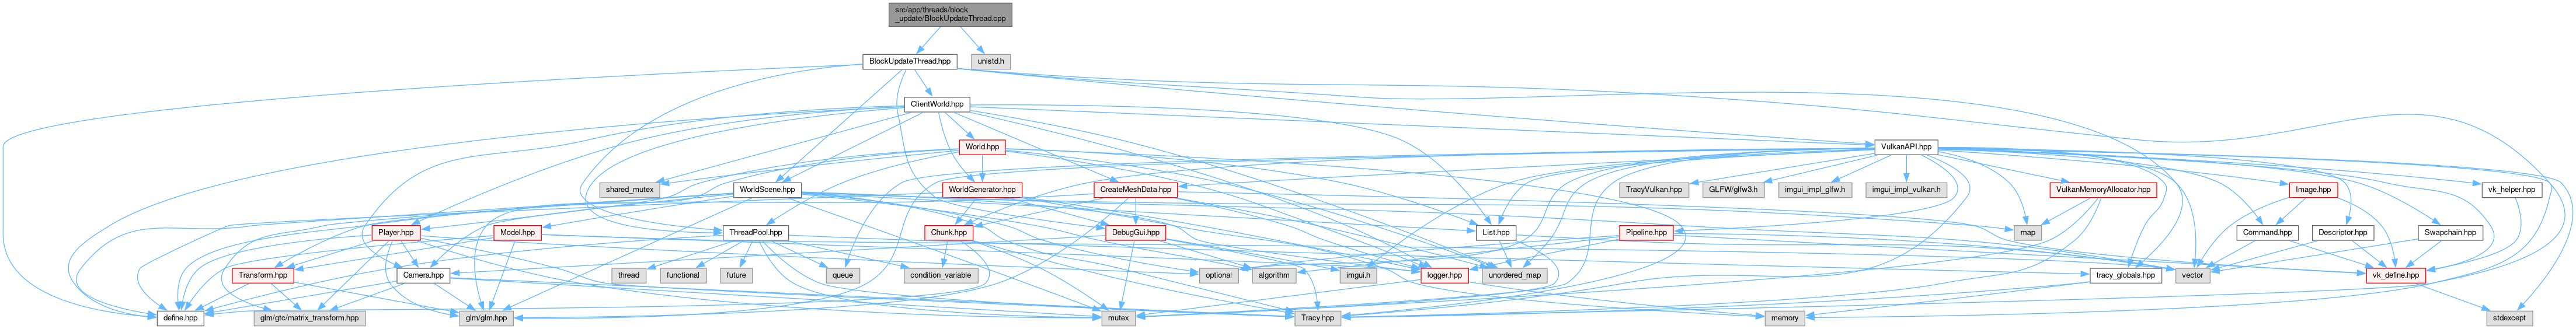 src/app/threads/block
_update/BlockUpdateThread.cpp
BlockUpdateThread.hpp
unistd.h
ClientWorld.hpp
World.hpp
VulkanAPI.hpp
shared_mutex
WorldScene.hpp
WorldGenerator.hpp
CreateMeshData.hpp
TracyVulkan.hpp
GLFW/glfw3.h
imgui_impl_glfw.h
imgui_impl_vulkan.h
VulkanMemoryAllocator.hpp
Image.hpp
vk_helper.hpp
Player.hpp
Model.hpp
ThreadPool.hpp
Chunk.hpp
DebugGui.hpp
List.hpp
Pipeline.hpp
map
Command.hpp
Descriptor.hpp
Swapchain.hpp
Transform.hpp
Camera.hpp
thread
functional
future
queue
condition_variable
optional
algorithm
imgui.h
logger.hpp
unordered_map
tracy_globals.hpp
vector
vk_define.hpp
define.hpp
glm/gtc/matrix_transform.hpp
glm/glm.hpp
mutex
Tracy.hpp
memory
stdexcept